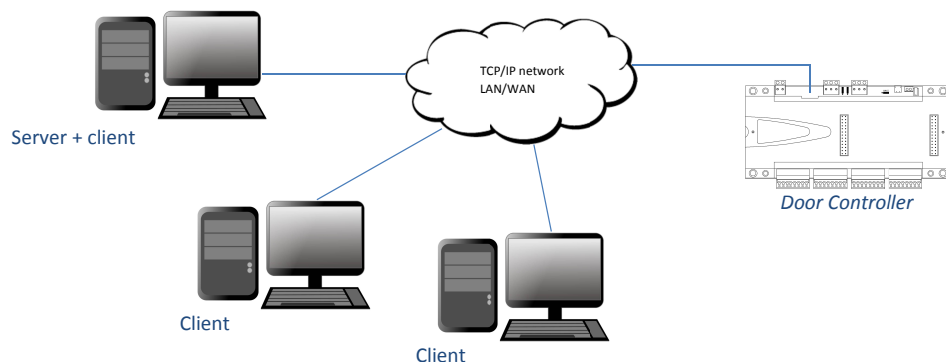 TCP/IP network
LAN/WAN
Server + client
Door Controller
Client
Client